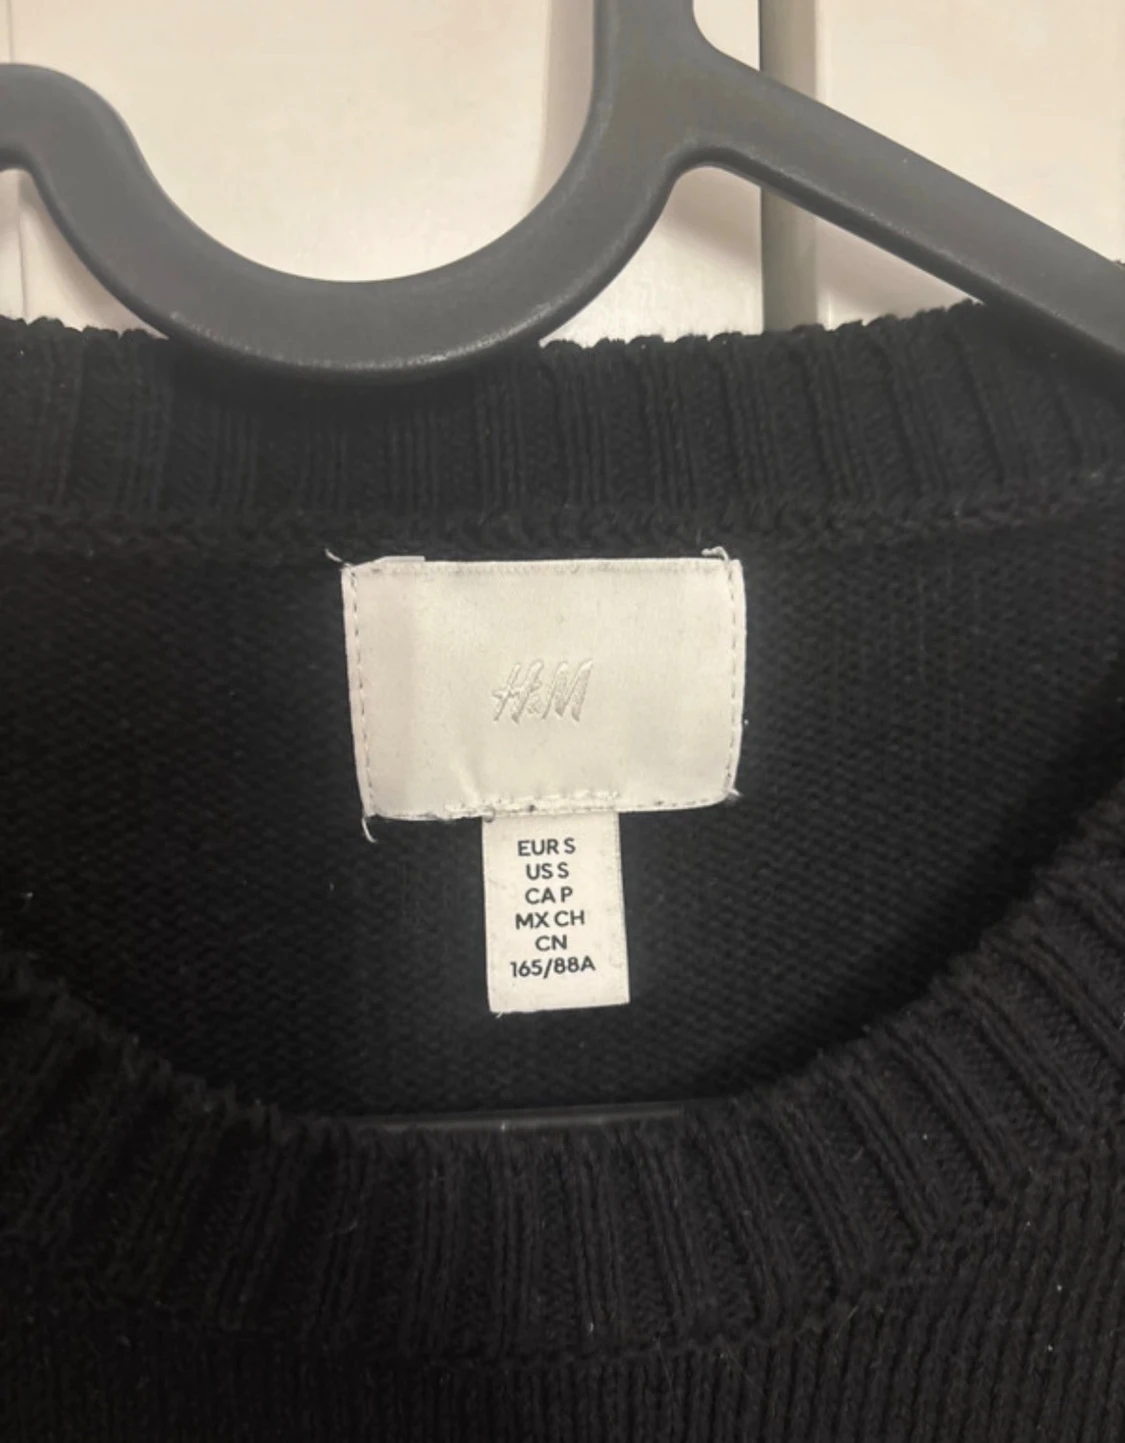 H&M
EUR S
US S
CA P
MX CH
CN
165/88A